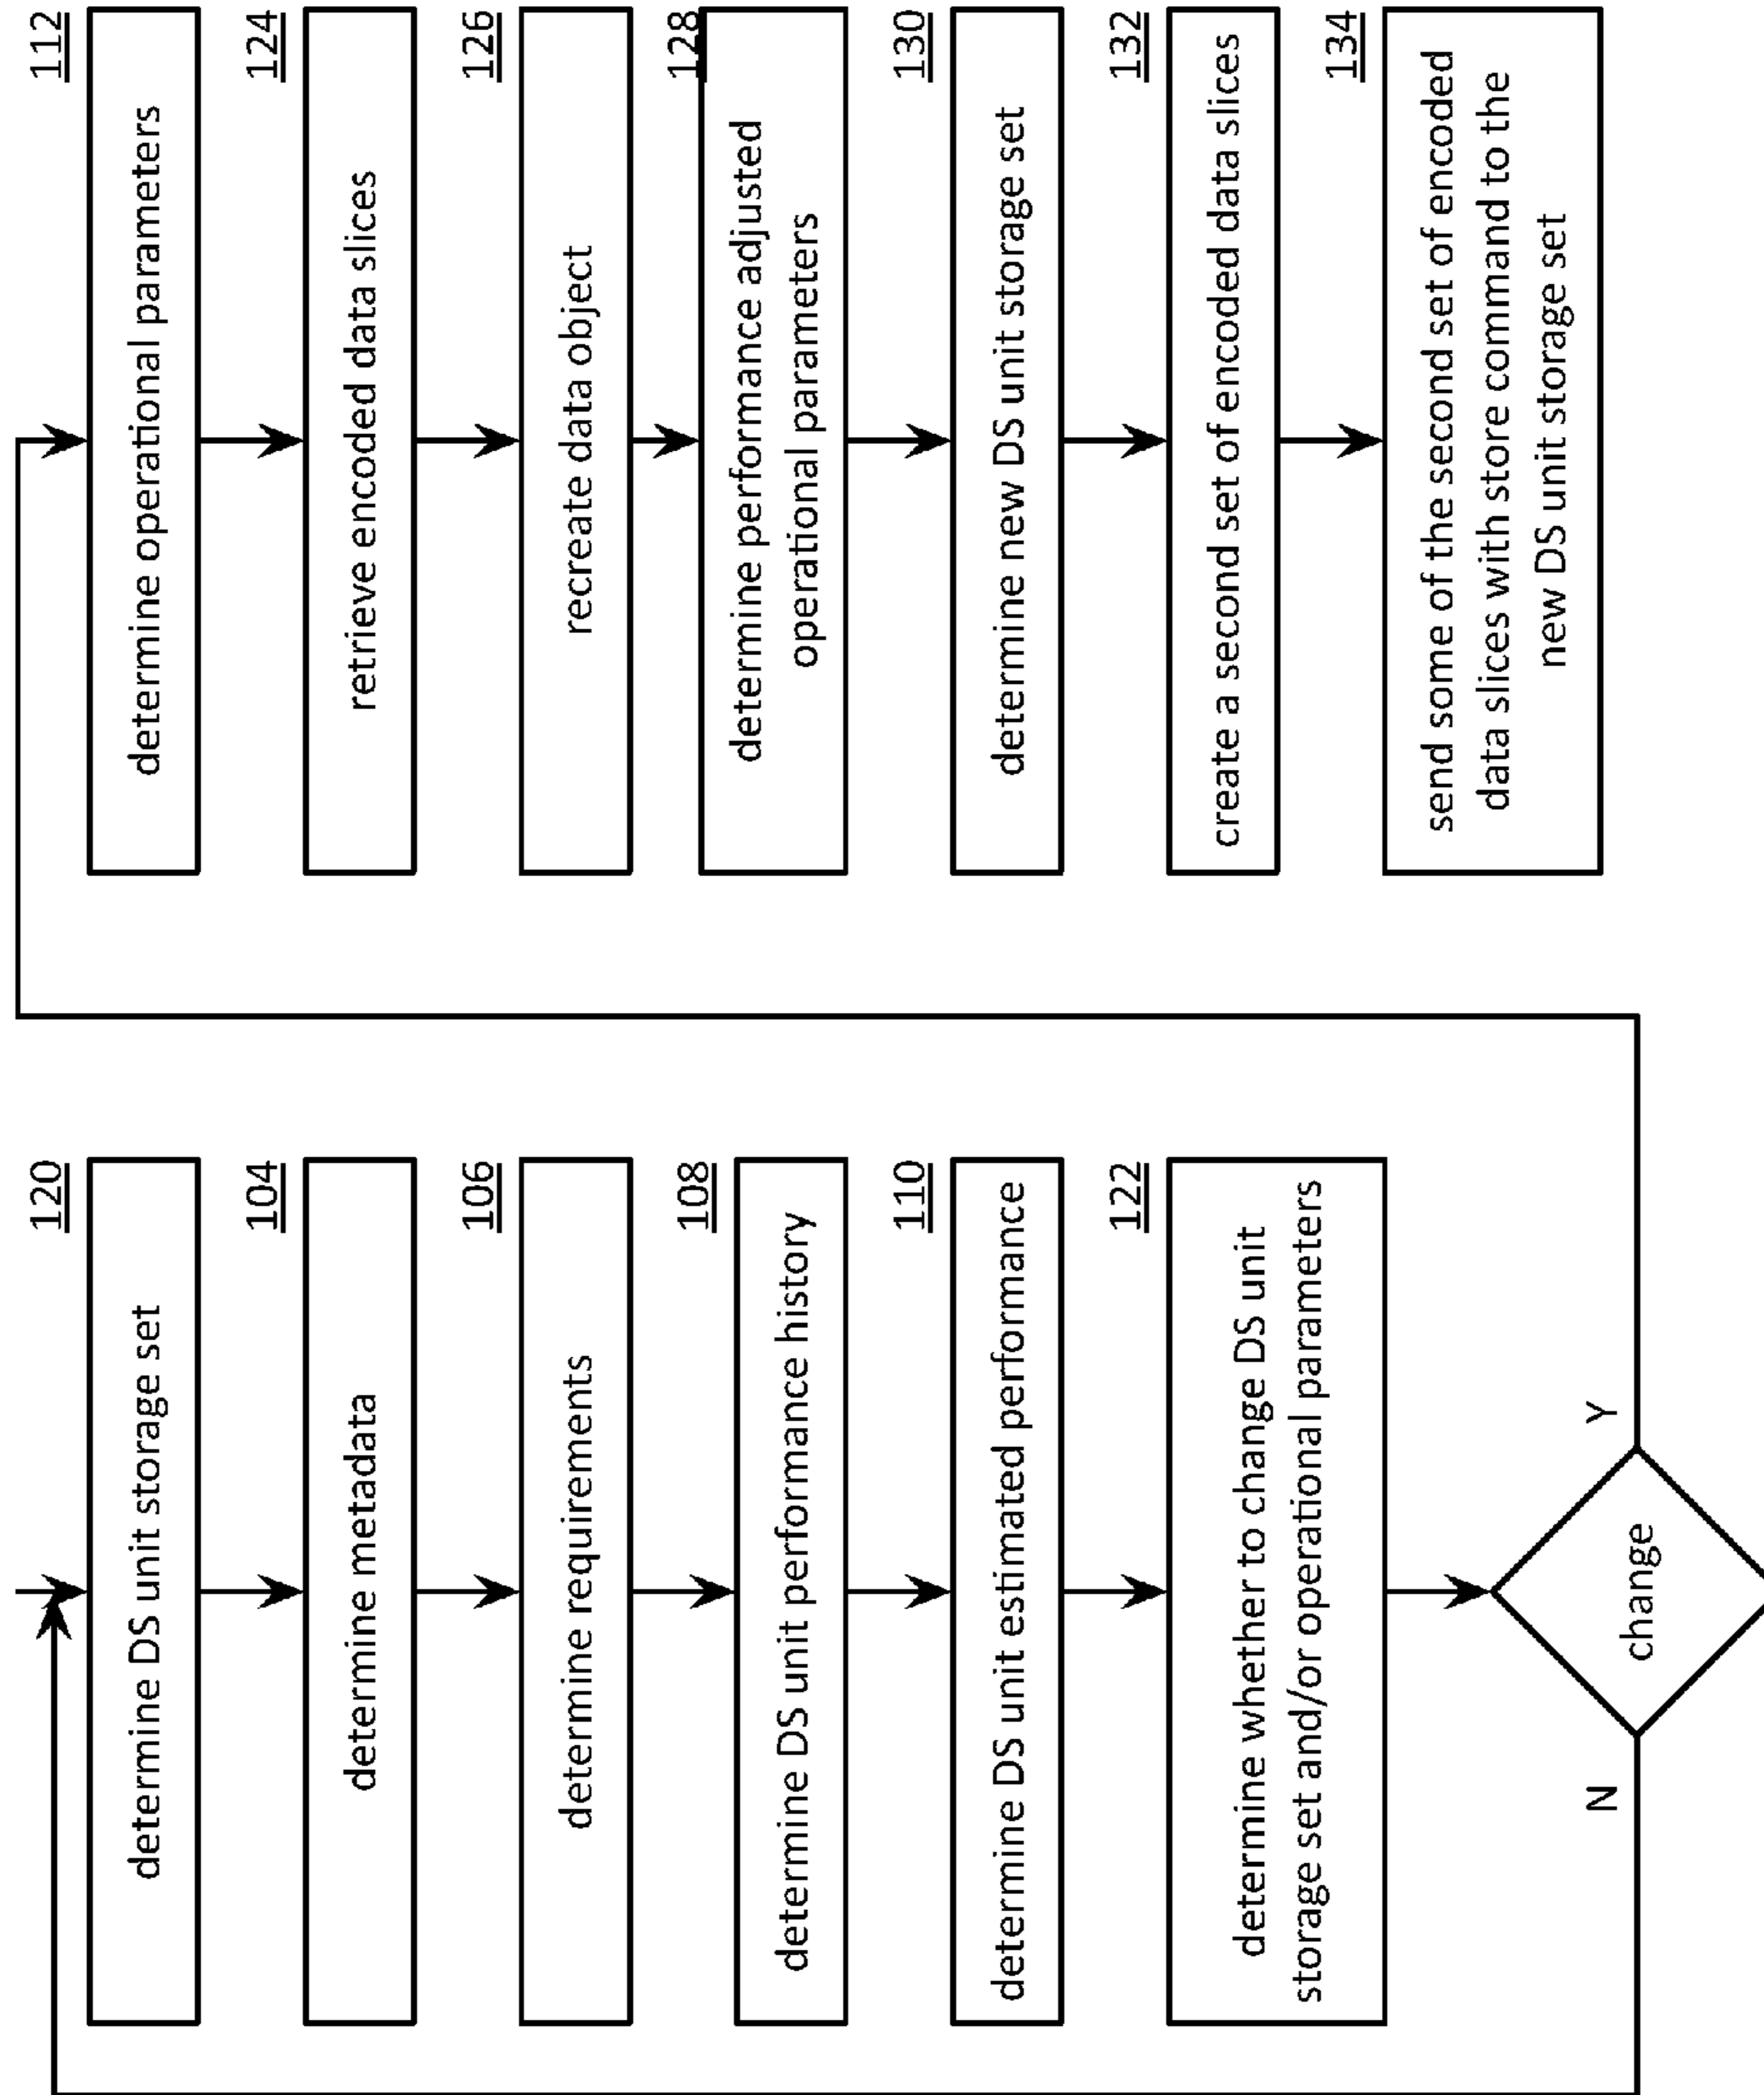 120
determine DS unit storage set
104
determine metadata
106
determine requirements
108
determine DS unit performance history
110
determine DS unit estimated performance
122
determine whether to change DS unit
storage set and/or operational parameters
change
N
Y
112
determine operational parameters
124
retrieve encoded data slices
126
recreate data object
128
determine performance adjusted
operational parameters
130
determine new DS unit storage set
132
create a second set of encoded data slices
134
send some of the second set of encoded
data slices with store command to the
new DS unit storage set